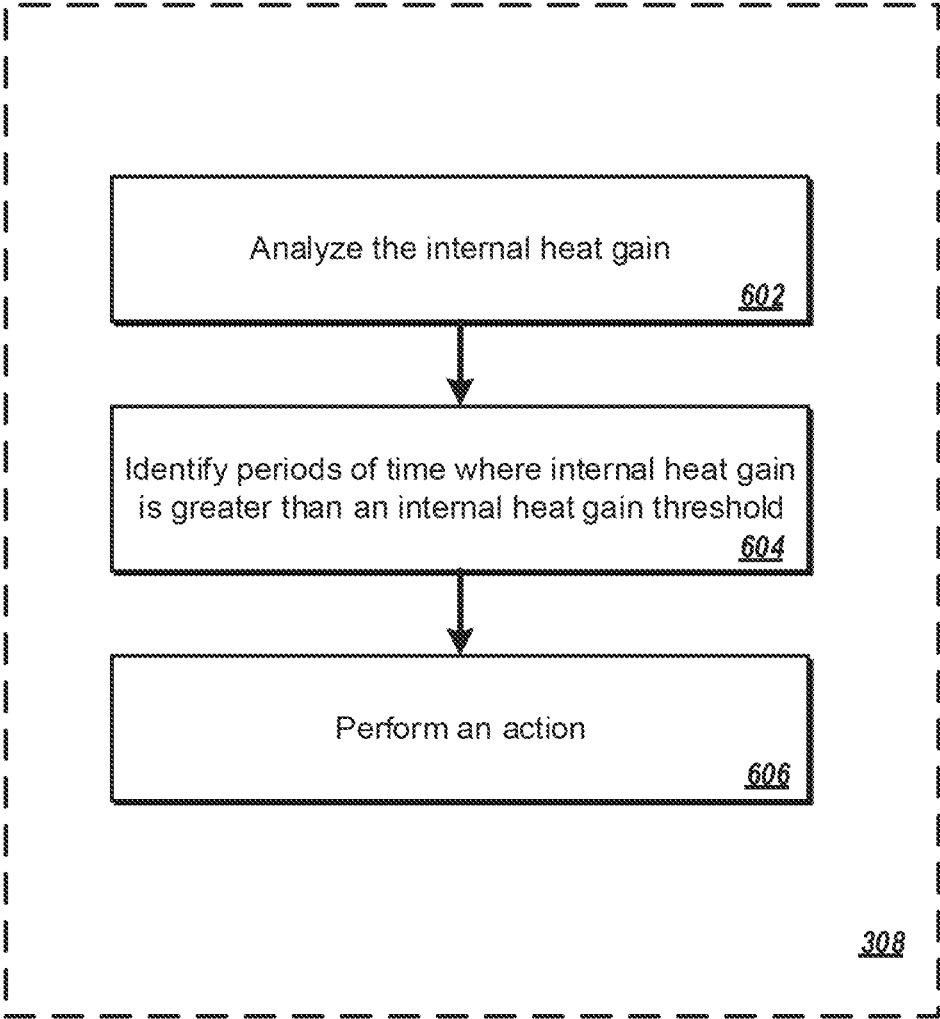 Analyze the internal heat gain
602
Identify periods of time where internal heat gain
is greater than an internal heat gain threshold
604
Perform an action
606
308